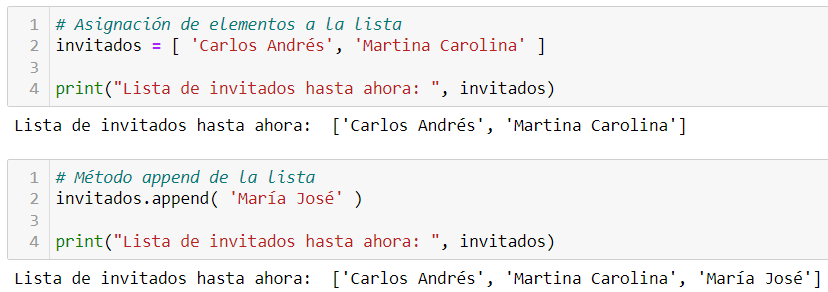 1 # Asignación de elementos a la lista
2 invitados = [ 'Carlos Andrés', 'Martina Carolina' ]
3
4 print("Lista de invitados hasta ahora: ", invitados)
Lista de invitados hasta ahora:  ['Carlos Andrés', 'Martina Carolina']
1 # Método append de la lista
2 invitados.append( 'María José' )
3
4 print("Lista de invitados hasta ahora: ", invitados)
Lista de invitados hasta ahora:  ['Carlos Andrés', 'Martina Carolina', 'María José']